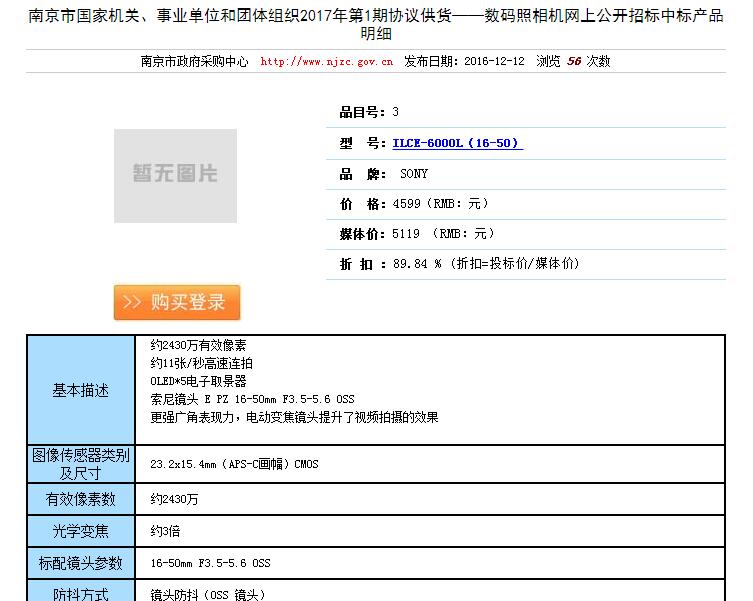 南京市国家机关、事业单位和团体组织2017年第1期协议供货——数码照相机网上公开招标中标产品
明细
南京市政府采购中心 http://www.njzc.gov.cn 发布日期：2016-12-12 浏览 56 次数
品目号：3
型 号：ILCE-6000L（16-50）
暂无图片
品 牌： SONY
价 格：4599（RMB：元）
媒体价：5119 （RMB：元）
折 扣 ：89.84 % (折扣=投标价/媒体价)
>> 购买登录
基本描述
约2430万有效像素
约11张/秒高速连拍
OLED*5电子取景器
索尼镜头 E PZ 16-50mm F3.5-5.6 OSS
更强广角表现力，电动变焦镜头提升了视频拍摄的效果
图像传感器类别
及尺寸
23.2x15.4mm（APS-C画幅）CMOS
有效像素数
约2430万
光学变焦
约3倍
标配镜头参数
16-50mm F3.5-5.6 OSS
防抖方式
镜头防抖（OSS 镜头）